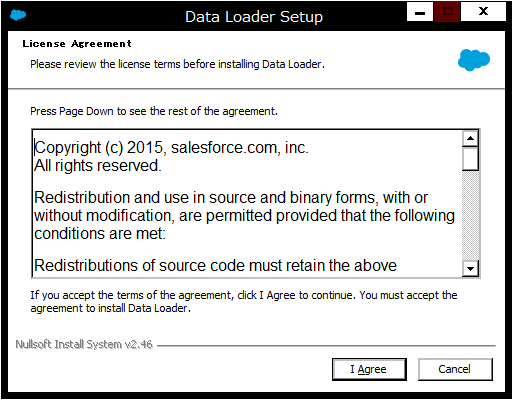 Data Loader Setup
License Agreement
Please review the license terms before installing Data Loader.
Press Page Down to see the rest of the agreement.
Copyright (c) 2015, salesforce.com, inc.
All rights reserved.
Redistribution and use in source and binary forms, with or
without modification, are permitted provided that the following
conditions are met:
Redistributions of source code must retain the above
If you accept the terms of the agreement, click I Agree to continue. You must accept the
agreement to install Data Loader.
Nullsoft Install System v2.46
I Agree
Cancel